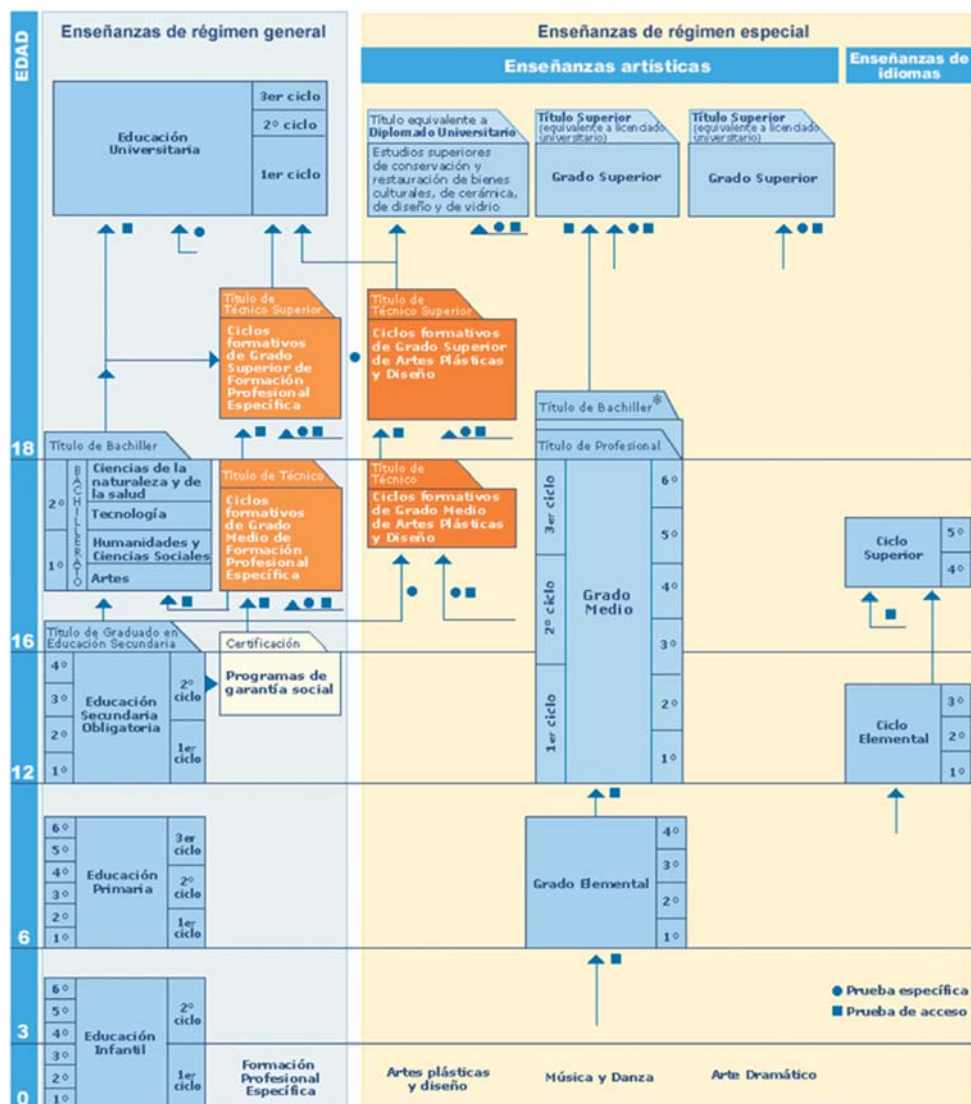 EDAD
Enseñanzas de régimen general
Enseñanzas de régimen especial
Enseñanzas artísticas
Enseñanzas de
idiomas
Educación
Universitaria
3er ciclo
2º ciclo
1er ciclo
Título equivalente a
Diplomado Universitario
Estudios superiores
de conservación y
restauración de bienes
culturales, de cerámica,
de diseño y de vidrio
Título Superior
(equivalente a licenciado
universitario)
Grado Superior
Título Superior
(equivalente a licenciado
universitario)
Grado Superior
Título de
Técnico Superior
Ciclos
formativos
de Grado
Superior de
Formación
Profesional
Específica
Título de
Técnico Superior
Ciclos formativos
de Grado Superior
de Artes Plásticas
y Diseño
Título de Bachiller*
Título de Profesional
18
Título de Bachiller
2º
1º
BACHILLERATO
Ciencias de la
naturaleza y de
la salud
Tecnología
Humanidades y
Ciencias Sociales
Artes
Título de Técnico
Ciclos
formativos
de Grado
Medio de
Formación
Profesional
Específica
Título de
Técnico
Ciclos formativos
de Grado Medio
de Artes Plásticas
y Diseño
3er ciclo
2º ciclo
1er ciclo
Grado
Medio
6º
5º
4º
3º
2º
1º
Ciclo
Superior
5º
4º
16
Título de Graduado en
Educación Secundaria
4º
3º
2º
1º
Educación
Secundaria
Obligatoria
2º
ciclo
1er
ciclo
Certificación
Programas de
garantía social
Ciclo
Elemental
3º
2º
1º
12
6º
5º
4º
3º
2º
1º
Educación
Primaria
3er
ciclo
2º
ciclo
1er
ciclo
Grado Elemental
4º
3º
2º
1º
6
6º
5º
4º
3º
2º
1º
Educación
Infantil
2º
ciclo
1er
ciclo
Prueba específica
Prueba de acceso
3
Formación
Profesional
Específica
Artes plásticas
y diseño
Música y Danza
Arte Dramático
0